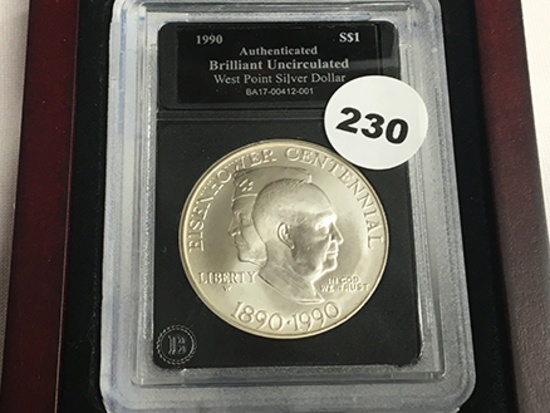 1990 S$1
Authenticated
Brilliant Uncirculated
West Point Silver Dollar
BA17-00412-001
230
EISENHOWER CENTENNIAL
LIBERTY
IN GOD
WE TRUST
1890·1990
B